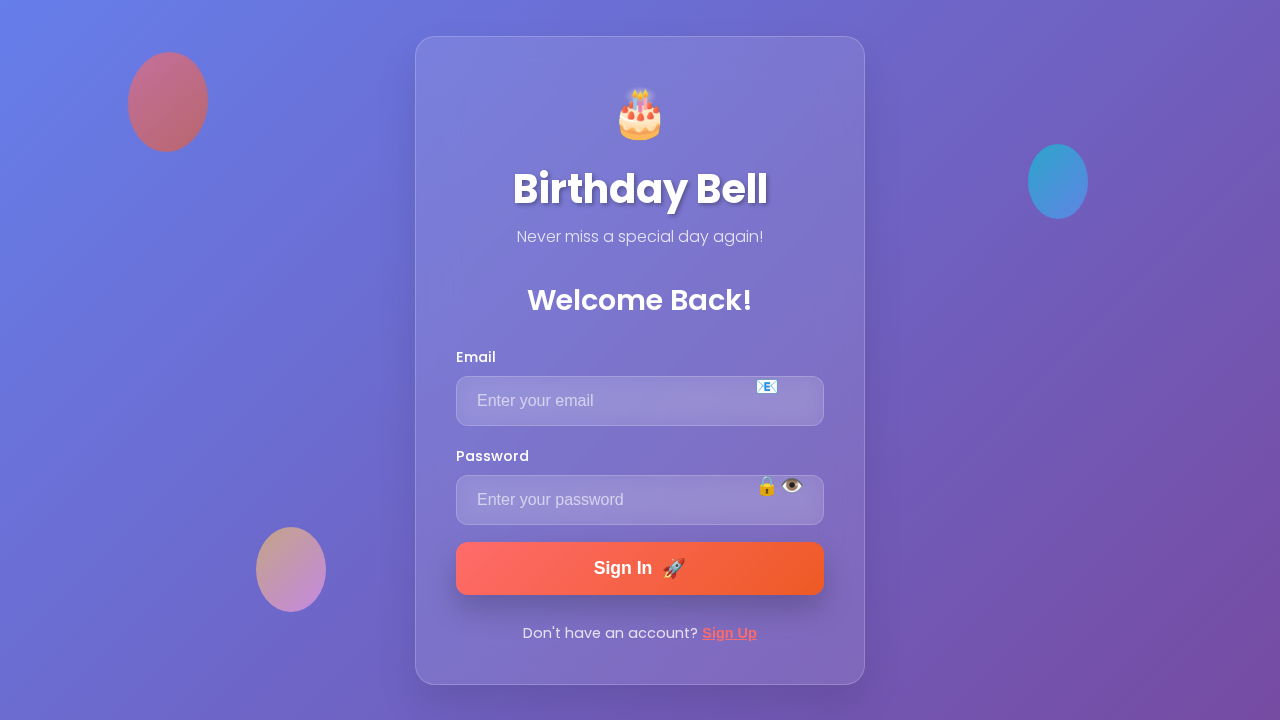 Birthday Bell
Never miss a special day again!
Welcome Back!
Email
Enter your email
Password
Enter your password
Sign In 🚀
Don't have an account? Sign Up